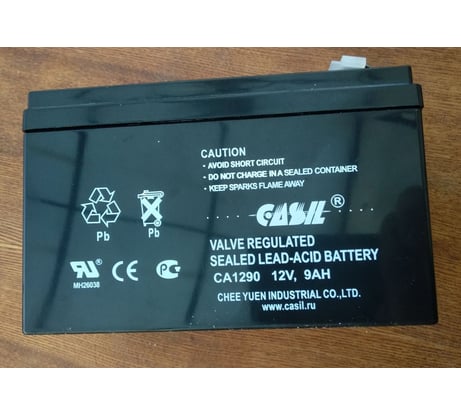 CAUTION
• AVOID SHORT CIRCUIT
• DO NOT CHARGE IN A SEALED CONTAINER
• KEEP SPARKS FLAME AWAY
CASIL ®
Pb
Pb
VALVE REGULATED
SEALED LEAD-ACID BATTERY
MH26038
CE
CA1290 12V, 9AH
CHEE YUEN INDUSTRIAL CO.,LTD.
www.casil.ru